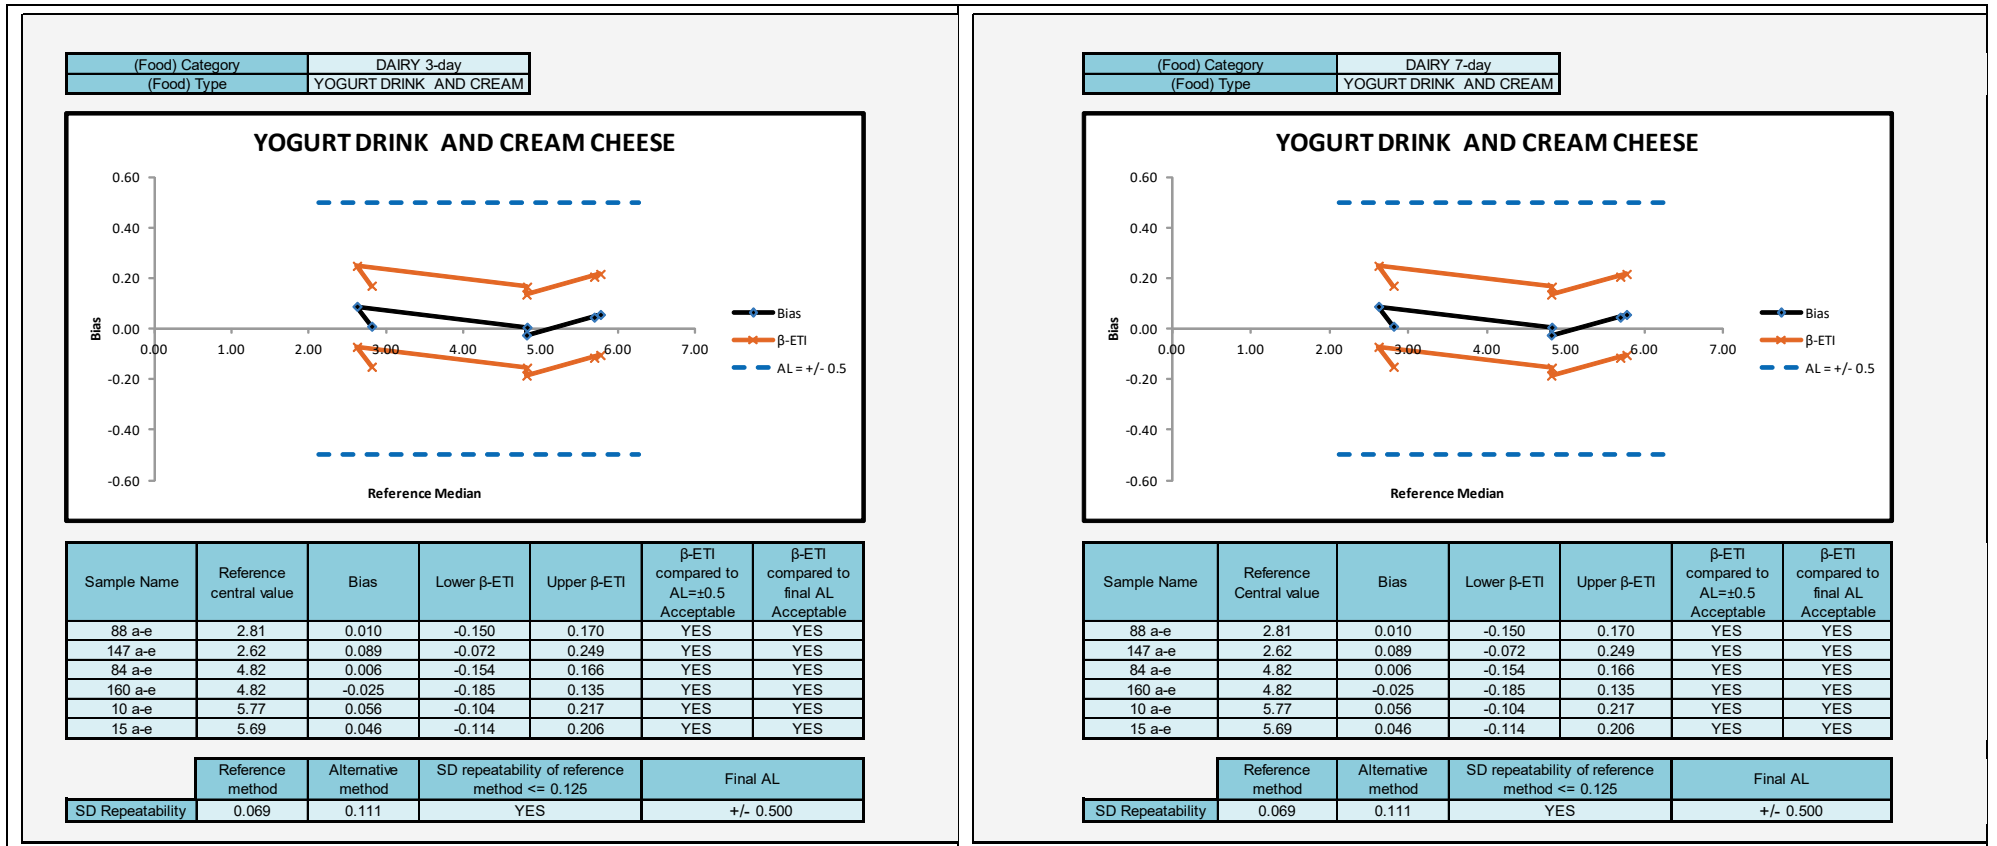 (Food) Category DAIRY 3-day
(Food) Type YOGURT DRINK AND CREAM
YOGURT DRINK AND CREAM CHEESE
0.60
0.40
0.20
0.00
-0.20
-0.40
-0.60
Bias
0.00 1.00 2.00 3.00 4.00 5.00 6.00 7.00
Reference Median
Bias
β-ETI
AL = +/- 0.5
Sample Name Reference central value Bias Lower β-ETI Upper β-ETI β-ETI compared to AL=±0.5 Acceptable β-ETI compared to final AL Acceptable
88 a-e 2.81 0.010 -0.150 0.170 YES YES
147 a-e 2.62 0.089 -0.072 0.249 YES YES
84 a-e 4.82 0.006 -0.154 0.166 YES YES
160 a-e 4.82 -0.025 -0.185 0.135 YES YES
10 a-e 5.77 0.056 -0.104 0.217 YES YES
15 a-e 5.69 0.046 -0.114 0.206 YES YES
Reference method Alternative method SD repeatability of reference method <= 0.125 Final AL
SD Repeatability 0.069 0.111 YES +/- 0.500
(Food) Category DAIRY 7-day
(Food) Type YOGURT DRINK AND CREAM
YOGURT DRINK AND CREAM CHEESE
0.60
0.40
0.20
0.00
-0.20
-0.40
-0.60
Bias
0.00 1.00 2.00 3.00 4.00 5.00 6.00 7.00
Reference Median
Bias
β-ETI
AL = +/- 0.5
Sample Name Reference Central value Bias Lower β-ETI Upper β-ETI β-ETI compared to AL=±0.5 Acceptable β-ETI compared to final AL Acceptable
88 a-e 2.81 0.010 -0.150 0.170 YES YES
147 a-e 2.62 0.089 -0.072 0.249 YES YES
84 a-e 4.82 0.006 -0.154 0.166 YES YES
160 a-e 4.82 -0.025 -0.185 0.135 YES YES
10 a-e 5.77 0.056 -0.104 0.217 YES YES
15 a-e 5.69 0.046 -0.114 0.206 YES YES
Reference method Alternative method SD repeatability of reference method <= 0.125 Final AL
SD Repeatability 0.069 0.111 YES +/- 0.500